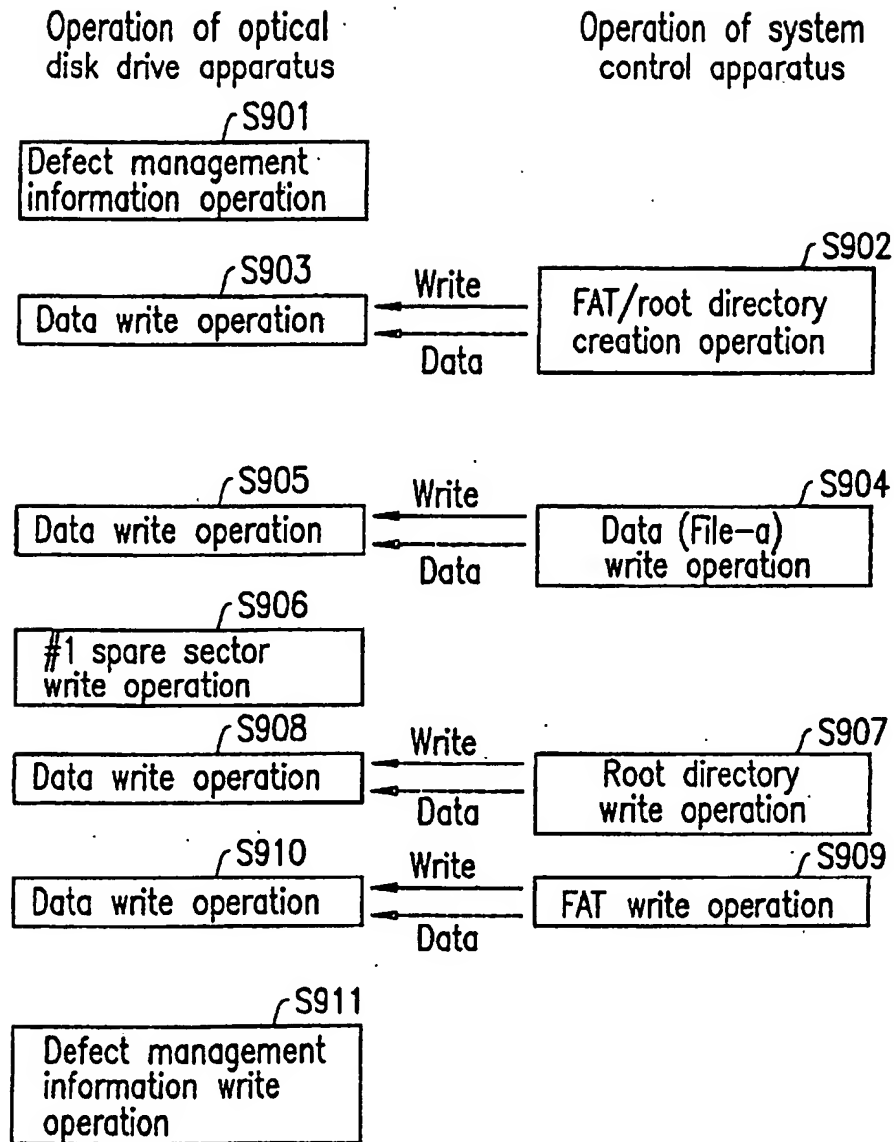 Operation of optical
disk drive apparatus
Operation of system
control apparatus
S901
Defect management
information operation
S902
FAT/root directory
creation operation
S903
Data write operation
Write
Data
S904
Data (File-a)
write operation
S905
Data write operation
Write
Data
S906
#1 spare sector
write operation
S907
Root directory
write operation
S908
Data write operation
Write
Data
S909
FAT write operation
S910
Data write operation
Write
Data
S911
Defect management
information write
operation